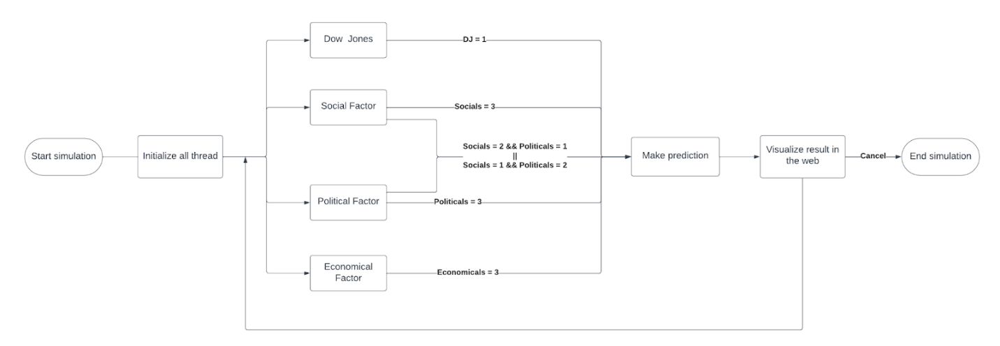 Dow Jones
DJ = 1
Social Factor
Socials = 3
Start simulation
Initialize all thread
Socials = 2 && Politicals = 1
||
Socials = 1 && Politicals = 2
Make prediction
Visualize result in
the web
Cancel
End simulation
Political Factor
Politicals = 3
Economical
Factor
Economicals = 3